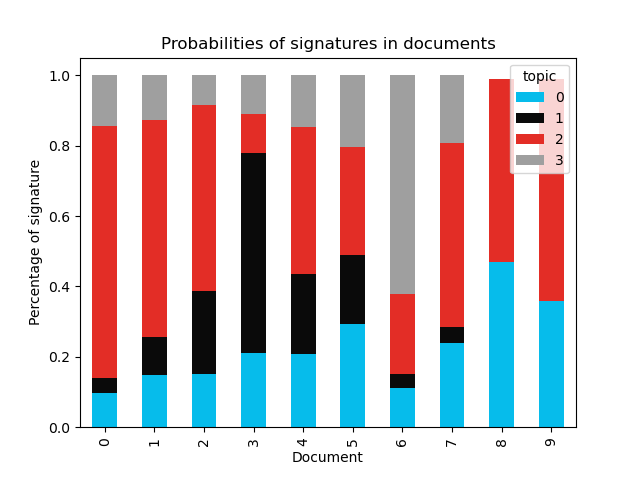 Probabilities of signatures in documents
topic
0
1
2
3
1.0
0.8
0.6
0.4
0.2
0.0
Percentage of signature
0 1 2 3 4 5 6 7 8 9
Document